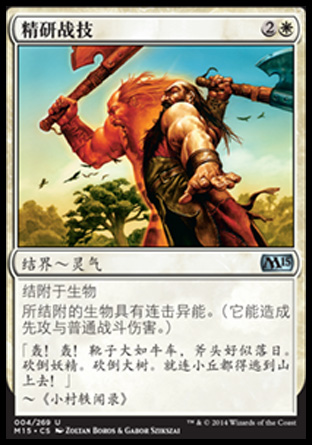 精研战技 2
结界～灵气 M15
结附于生物
所结附的生物具有连击异能。（它能造成
先攻与普通战斗伤害。）
「轰！轰！靴子大如牛车，斧头好似落日。
砍倒妖精。砍倒大树。就连小丘都得逃到山
上去！」
～《小村轶闻录》
004/269 U
M15 • CS ZOLTAN BOROS & GABOR SZIKSZAI
™ & © 2014 Wizards of the Coast